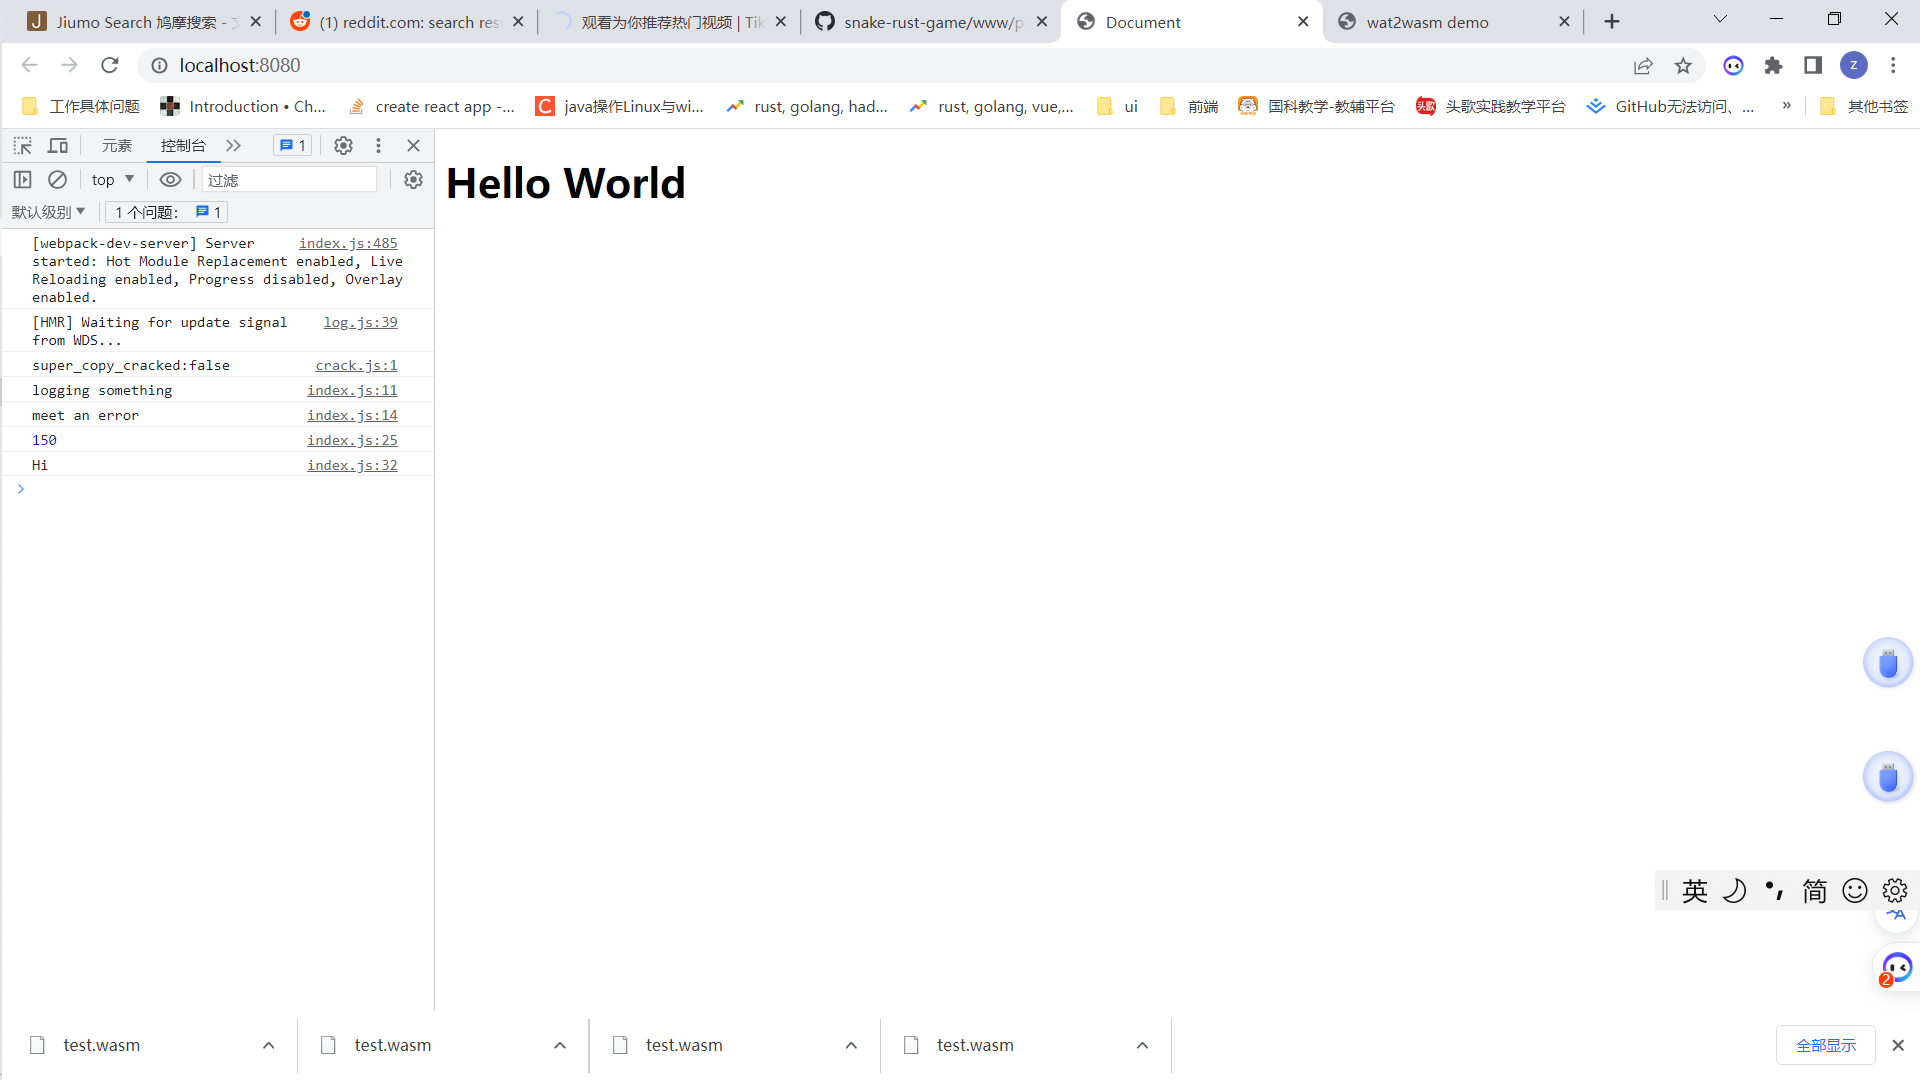 Jiumo Search 鸠摩搜索 -
(1) reddit.com: search res
观看为你推荐热门视频 | Tik
snake-rust-game/www/p
Document
wat2wasm demo
localhost:8080
Z
工作具体问题
Introduction • Ch...
create react app -...
java操作Linux与wi...
rust, golang, had...
rust, golang, vue,...
ui
前端
国科教学-教辅平台
头歌实践教学平台
GitHub无法访问、...
»
其他书签
元素
控制台
1
top
过滤
默认级别
1 个问题：
1
[webpack-dev-server] Server index.js:485
started: Hot Module Replacement enabled, Live
Reloading enabled, Progress disabled, Overlay
enabled.
[HMR] Waiting for update signal log.js:39
from WDS...
super_copy_cracked:false crack.js:1
logging something index.js:11
meet an error index.js:14
150 index.js:25
Hi index.js:32
Hello World
英
简
2
test.wasm
test.wasm
test.wasm
test.wasm
全部显示